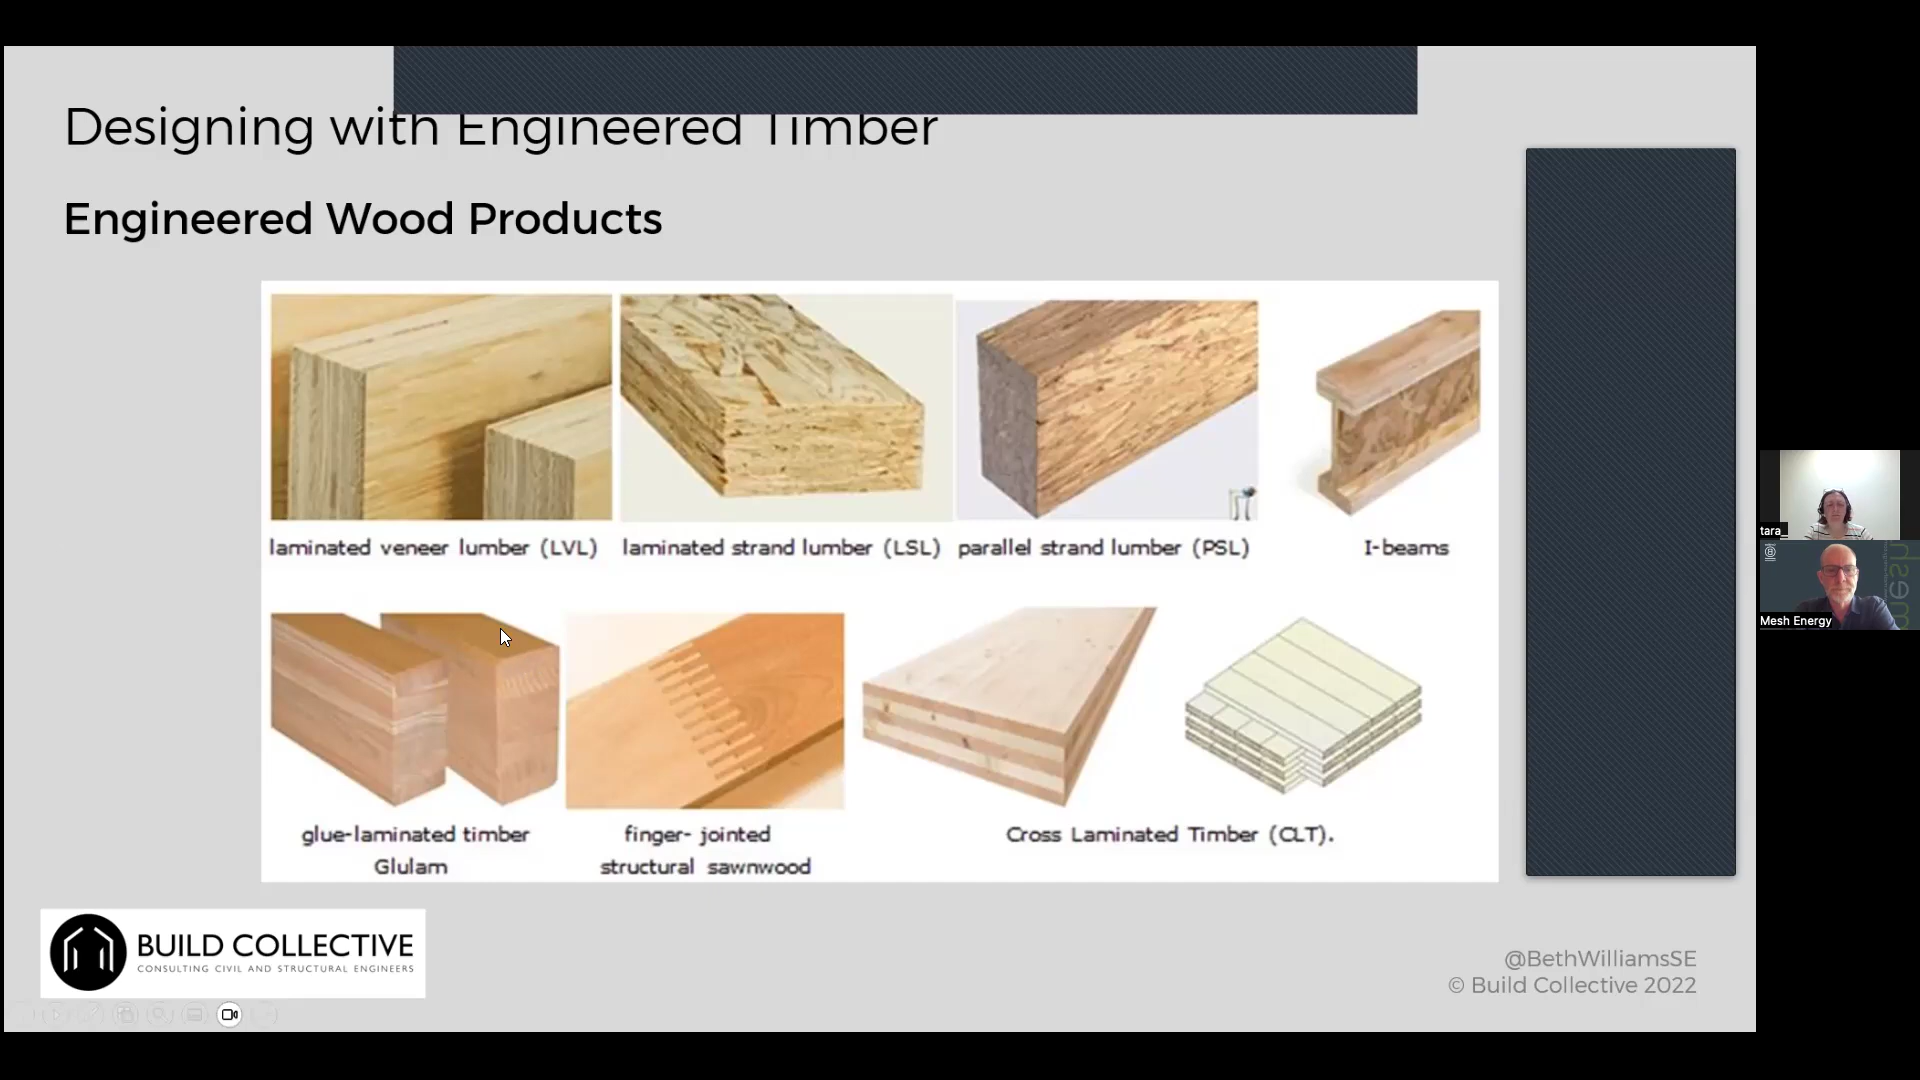 Designing with Engineered Timber
Engineered Wood Products
laminated veneer lumber (LVL)
laminated strand lumber (LSL)
parallel strand lumber (PSL)
I-beams
glue-laminated timber
Glulam
finger- jointed
structural sawnwood
Cross Laminated Timber (CLT).
BUILD COLLECTIVE
CONSULTING CIVIL AND STRUCTURAL ENGINEERS
@BethWilliamsSE
© Build Collective 2022
tara
mesh
Mesh Energy